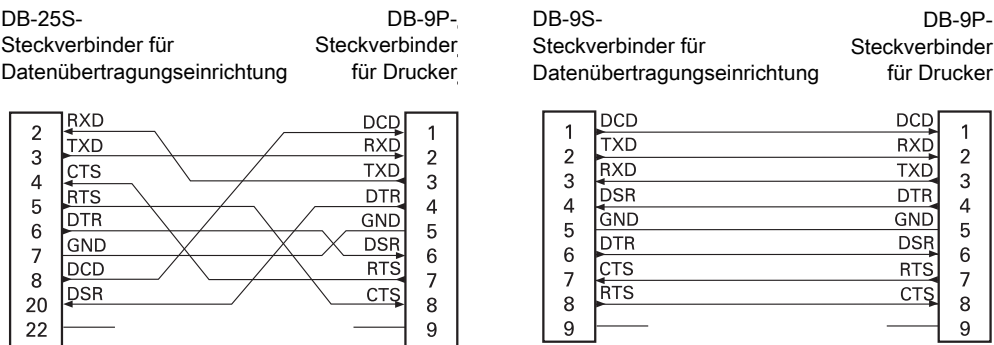 DB-25S-
Steckverbinder für
Datenübertragungseinrichtung
DB-9P-
Steckverbinder
für Drucker
2 RXD DCD 1
3 TXD RXD 2
4 CTS TXD 3
5 RTS DTR 4
6 DTR GND 5
7 GND DSR 6
8 DCD RTS 7
20 DSR CTS 8
22 9
DB-9S-
Steckverbinder für
Datenübertragungseinrichtung
DB-9P-
Steckverbinder
für Drucker
1 DCD DCD 1
2 TXD RXD 2
3 RXD TXD 3
4 DSR DTR 4
5 GND GND 5
6 DTR DSR 6
7 CTS RTS 7
8 RTS CTS 8
9 9